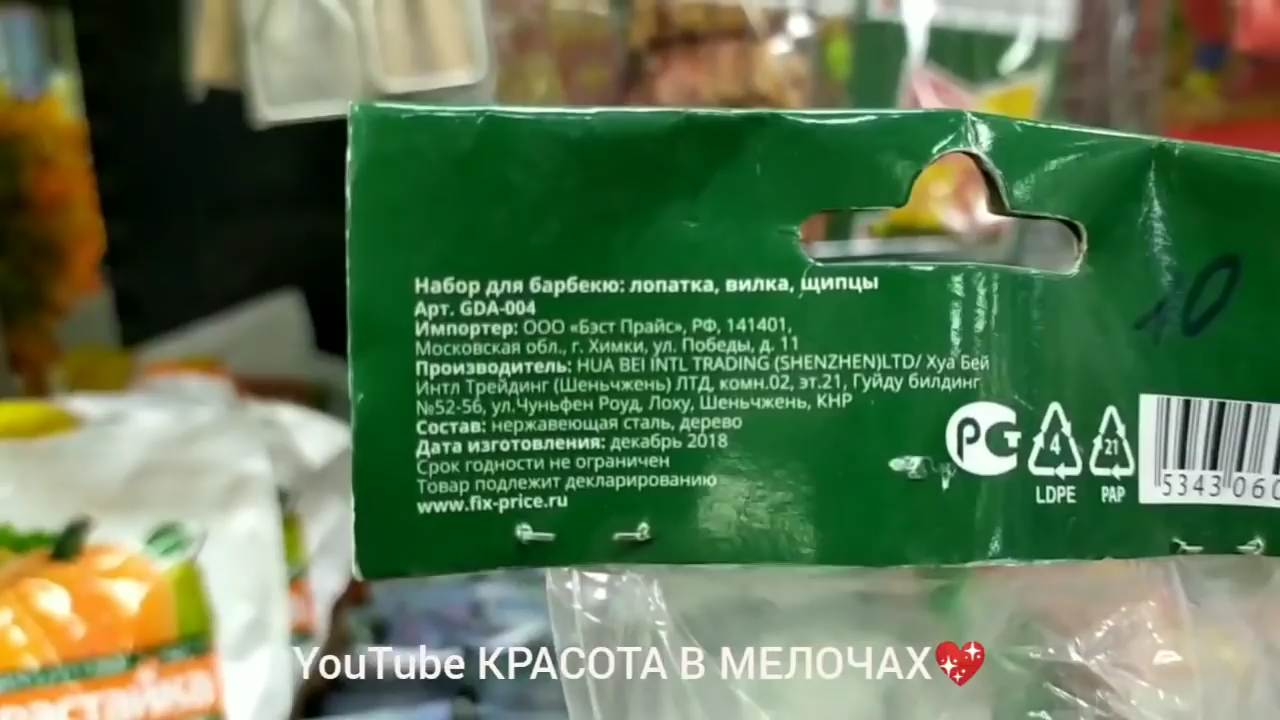 Набор для барбекю: лопатка, вилка, щипцы
Арт. GDA-004
Импортер: ООО «Бэст Прайс», РФ, 141401,
Московская обл., г. Химки, ул. Победы, д. 11
Производитель: HUA BEI INTL TRADING (SHENZHEN)LTD/ Хуа Бей
Интл Трейдинг (Шеньчжень) ЛТД, комн.02, эт.21, Гуйду билдинг
№52-56, ул.Чуньфен Роуд, Лоху, Шеньчжень, КНР
Состав: нержавеющая сталь, дерево
Дата изготовления: декабрь 2018
Срок годности не ограничен
Товар подлежит декларированию
www.fix-price.ru
10
РСТ
4
21
LDPE
PAP
5343 060
YouTube КРАСОТА В МЕЛОЧАХ💖